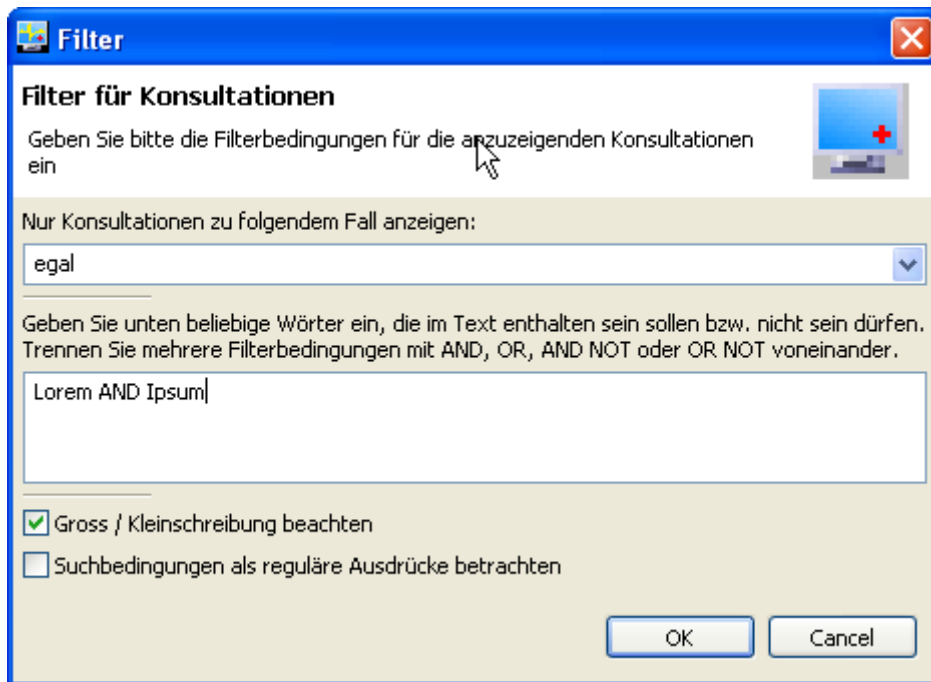 Filter
Filter für Konsultationen
Geben Sie bitte die Filterbedingungen für die anzuzeigenden Konsultationen
ein
Nur Konsultationen zu folgendem Fall anzeigen:
egal
Geben Sie unten beliebige Wörter ein, die im Text enthalten sein sollen bzw. nicht sein dürfen.
Trennen Sie mehrere Filterbedingungen mit AND, OR, AND NOT oder OR NOT voneinander.
Lorem AND Ipsum
Gross / Kleinschreibung beachten
Suchbedingungen als reguläre Ausdrücke betrachten
OK Cancel